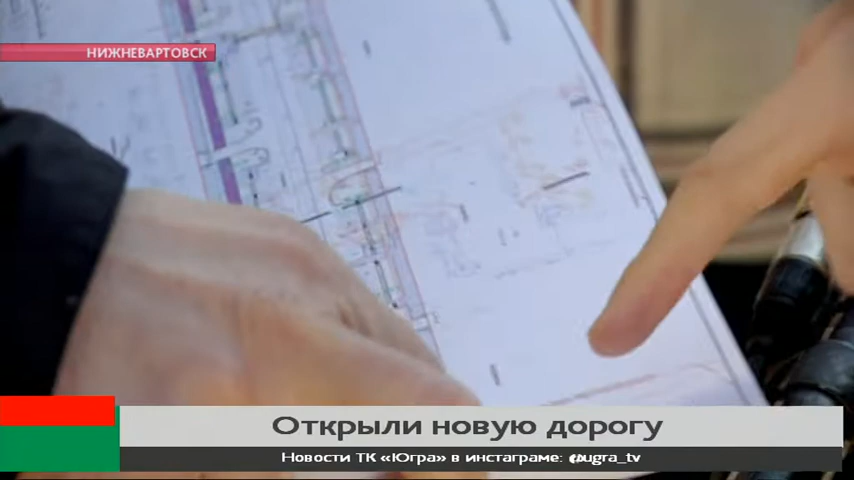 НИЖНЕВАРТОВСК
Открыли новую дорогу
Новости ТК «Югра» в инстаграме: @ugra_tv